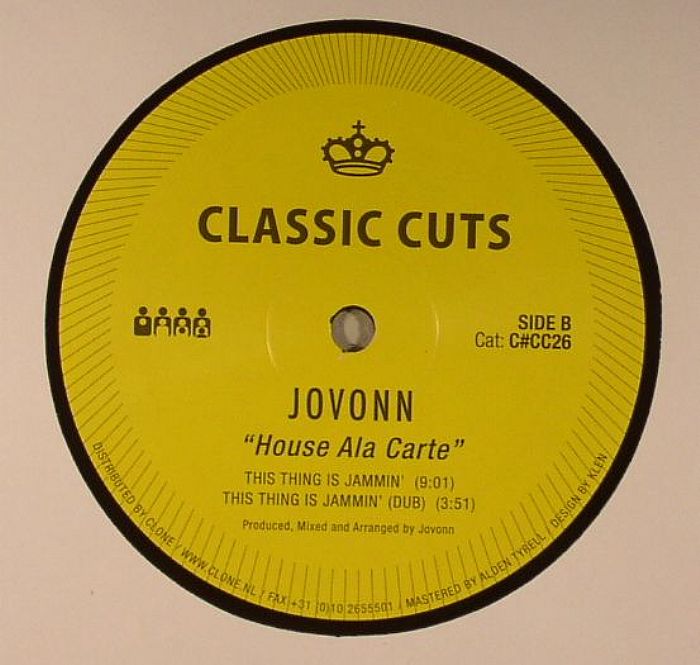 CLASSIC CUTS
SIDE B
Cat: C#CC26
JOVONN
“House Ala Carte”
THIS THING IS JAMMIN' (9:01)
THIS THING IS JAMMIN' (DUB) (3:51)
Produced, Mixed and Arranged by Jovonn
DISTRIBUTED BY CLONE / WWW.CLONE.NL / FAX +31 (0)10 2655501 / MASTERED BY ALDEN TYRELL / DESIGN BY KLEN